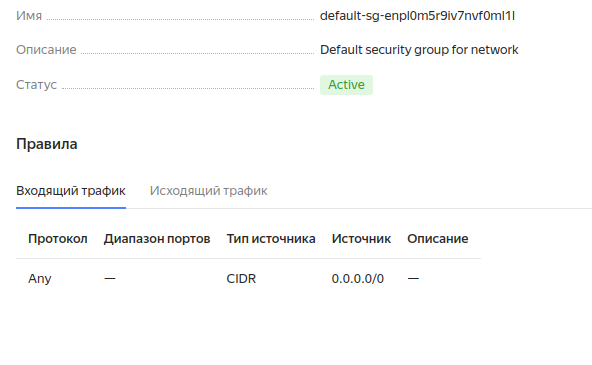 Имя default-sg-enpl0m5r9iv7nvf0ml1l
Описание Default security group for network
Статус Active
Правила
Входящий трафик Исходящий трафик
Протокол Диапазон портов Тип источника Источник Описание
Any — CIDR 0.0.0.0/0 —